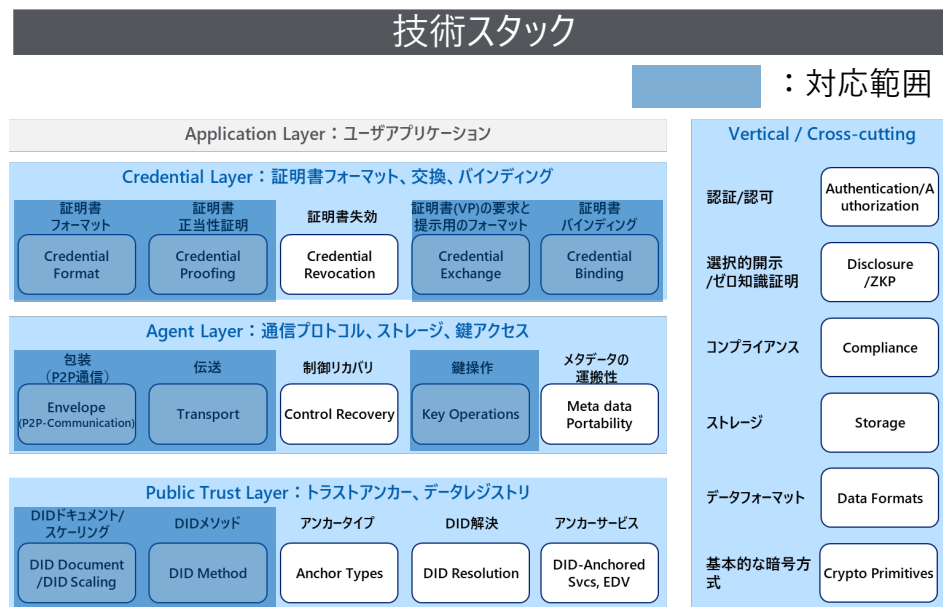 技術スタック
：対応範囲
Application Layer：ユーザアプリケーション
Credential Layer：証明書フォーマット、交換、バインディング
証明書
フォーマット
Credential
Format
証明書
正当性証明
Credential
Proofing
証明書失効
Credential
Revocation
証明書(VP)の要求と
提示用のフォーマット
Credential
Exchange
証明書
バインディング
Credential
Binding
Agent Layer：通信プロトコル、ストレージ、鍵アクセス
包装
（P2P通信）
Envelope
(P2P-Communication)
伝送
Transport
制御リカバリ
Control Recovery
鍵操作
Key Operations
メタデータの
運搬性
Meta data
Portability
Public Trust Layer：トラストアンカー、データレジストリ
DIDドキュメント/
スケーリング
DID Document
/DID Scaling
DIDメソッド
DID Method
アンカータイプ
Anchor Types
DID解決
DID Resolution
アンカーサービス
DID-Anchored
Svcs, EDV
Vertical / Cross-cutting
認証/認可
Authentication/A
uthorization
選択的開示
/ゼロ知識証明
Disclosure
/ZKP
コンプライアンス
Compliance
ストレージ
Storage
データフォーマット
Data Formats
基本的な暗号方
式
Crypto Primitives